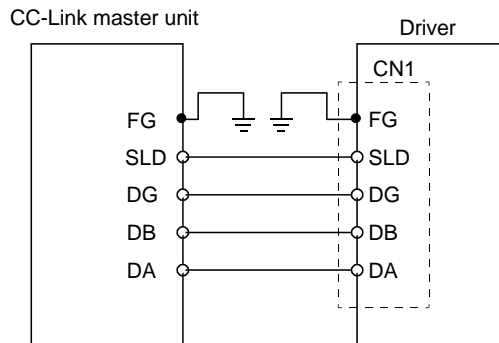 CC-Link master unit
Driver
CN1
FG
FG
SLD
SLD
DG
DG
DB
DB
DA
DA